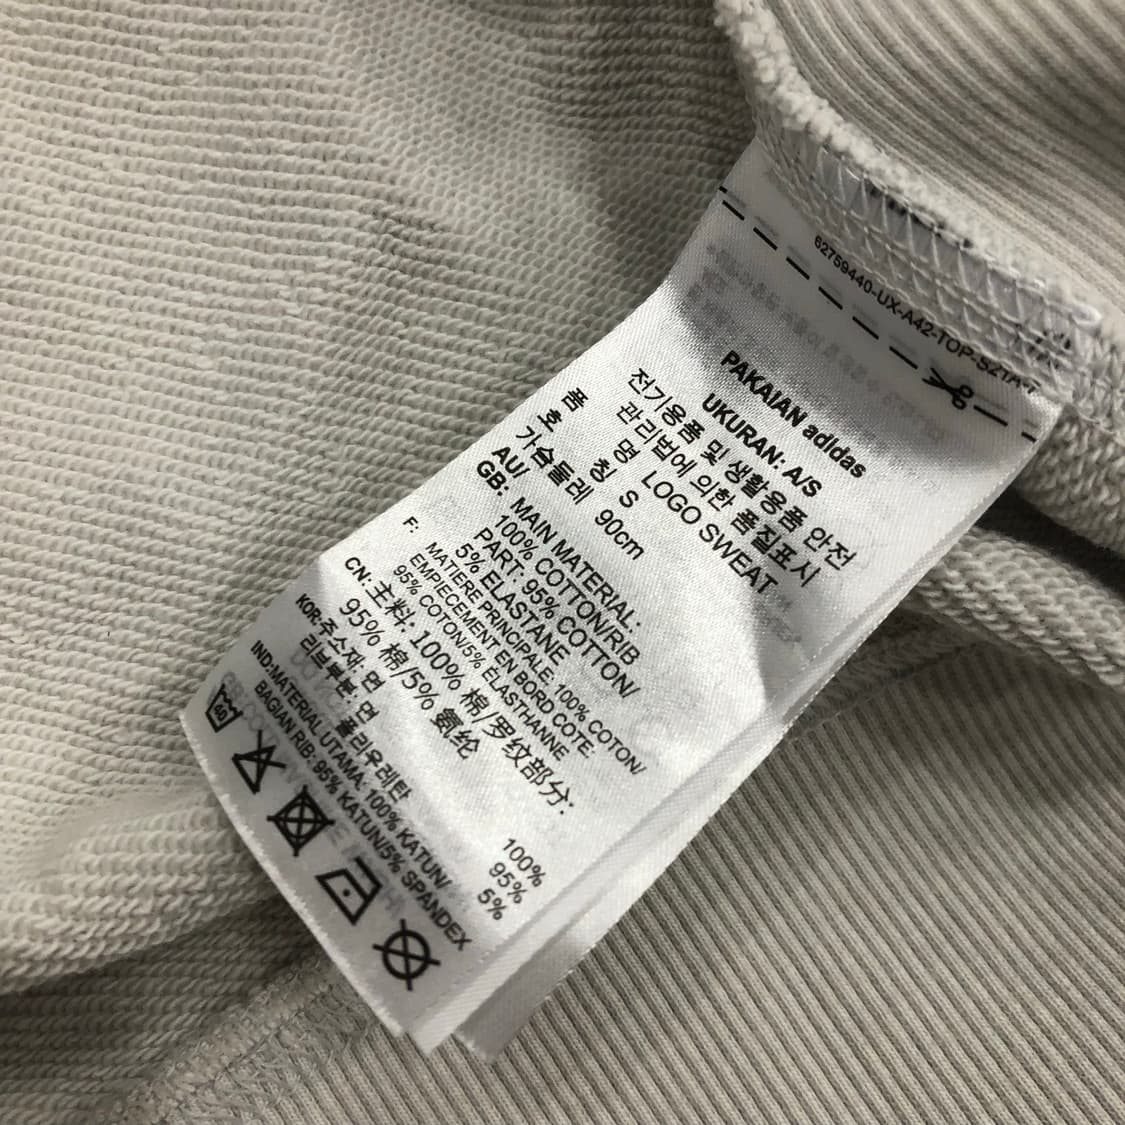 62759440-UX-A42-TOP-S21A
PAKAIAN adidas
UKURAN: A/S
전기용품 및 생활용품 안전
관리법에 의한 품질표시
품 명 LOGO SWEAT
호 칭 S
가슴둘레 90cm
AU/
GB: MAIN MATERIAL:
100% COTTON/RIB
PART: 95% COTTON/
5% ELASTANE
F: MATIERE PRINCIPALE: 100% COTON/
EMPIECEMENT EN BORD COTE:
95% COTON/5% ÉLASTHANNE
CN: 主料: 100% 棉/罗纹部分:
95% 棉/5% 氨纶
KOR: 주소재: 면 100%
리브부분: 면 95%
폴리우레탄 5%
IND: MATERIAL UTAMA: 100% KATUN/
BAGIAN RIB: 95% KATUN/5% SPANDEX